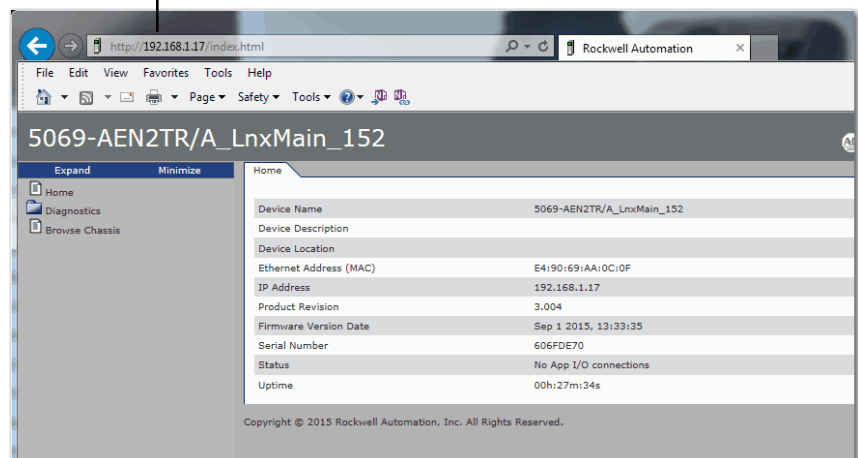 http://192.168.1.17/index.html
Rockwell Automation
File Edit View Favorites Tools Help
Page Safety Tools
5069-AEN2TR/A_LnxMain_152
Expand Minimize
Home
Home
Diagnostics
Browse Chassis
Device Name 5069-AEN2TR/A_LnxMain_152
Device Description
Device Location
Ethernet Address (MAC) E4:90:69:AA:0C:0F
IP Address 192.168.1.17
Product Revision 3.004
Firmware Version Date Sep 1 2015, 13:33:35
Serial Number 606FDE70
Status No App I/O connections
Uptime 00h:27m:34s
Copyright © 2015 Rockwell Automation, Inc. All Rights Reserved.